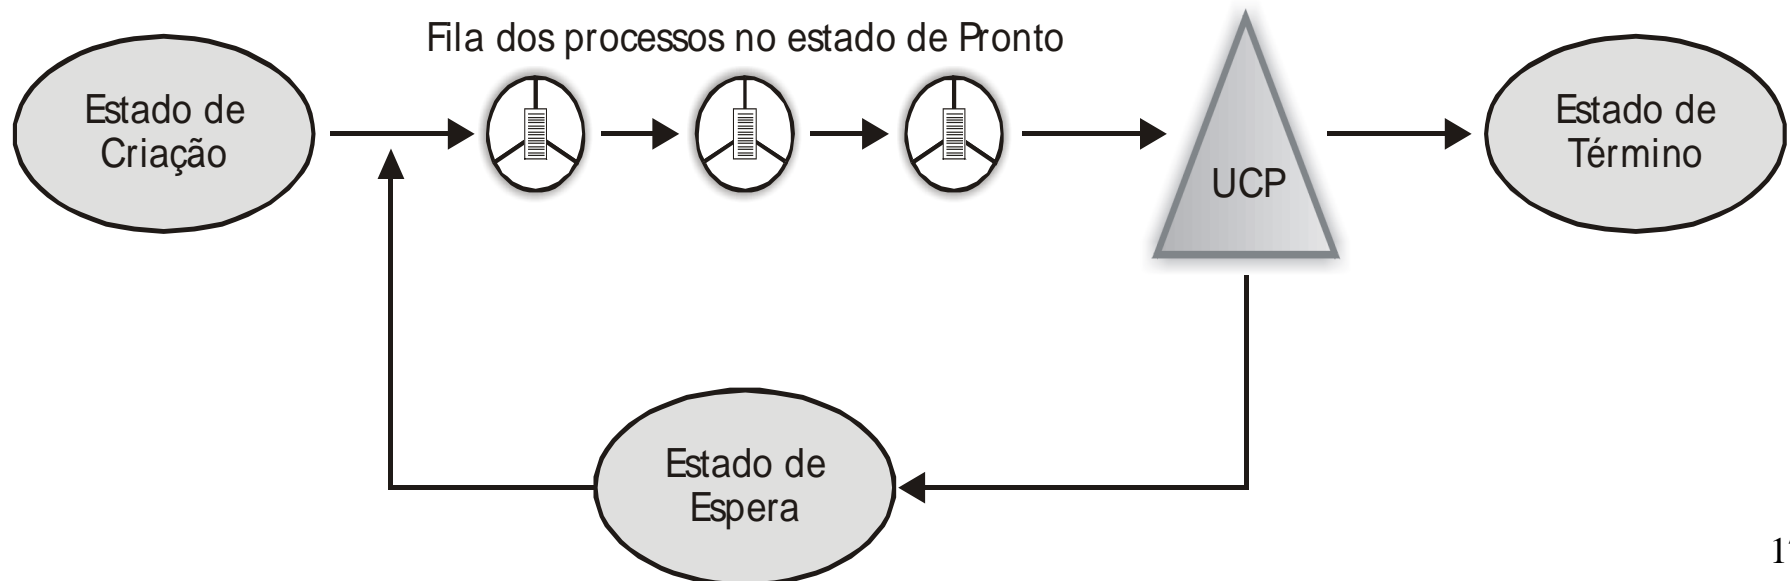 Fila dos processos no estado de Pronto
Estado de
Criação
UCP
Estado de
Término
Estado de
Espera